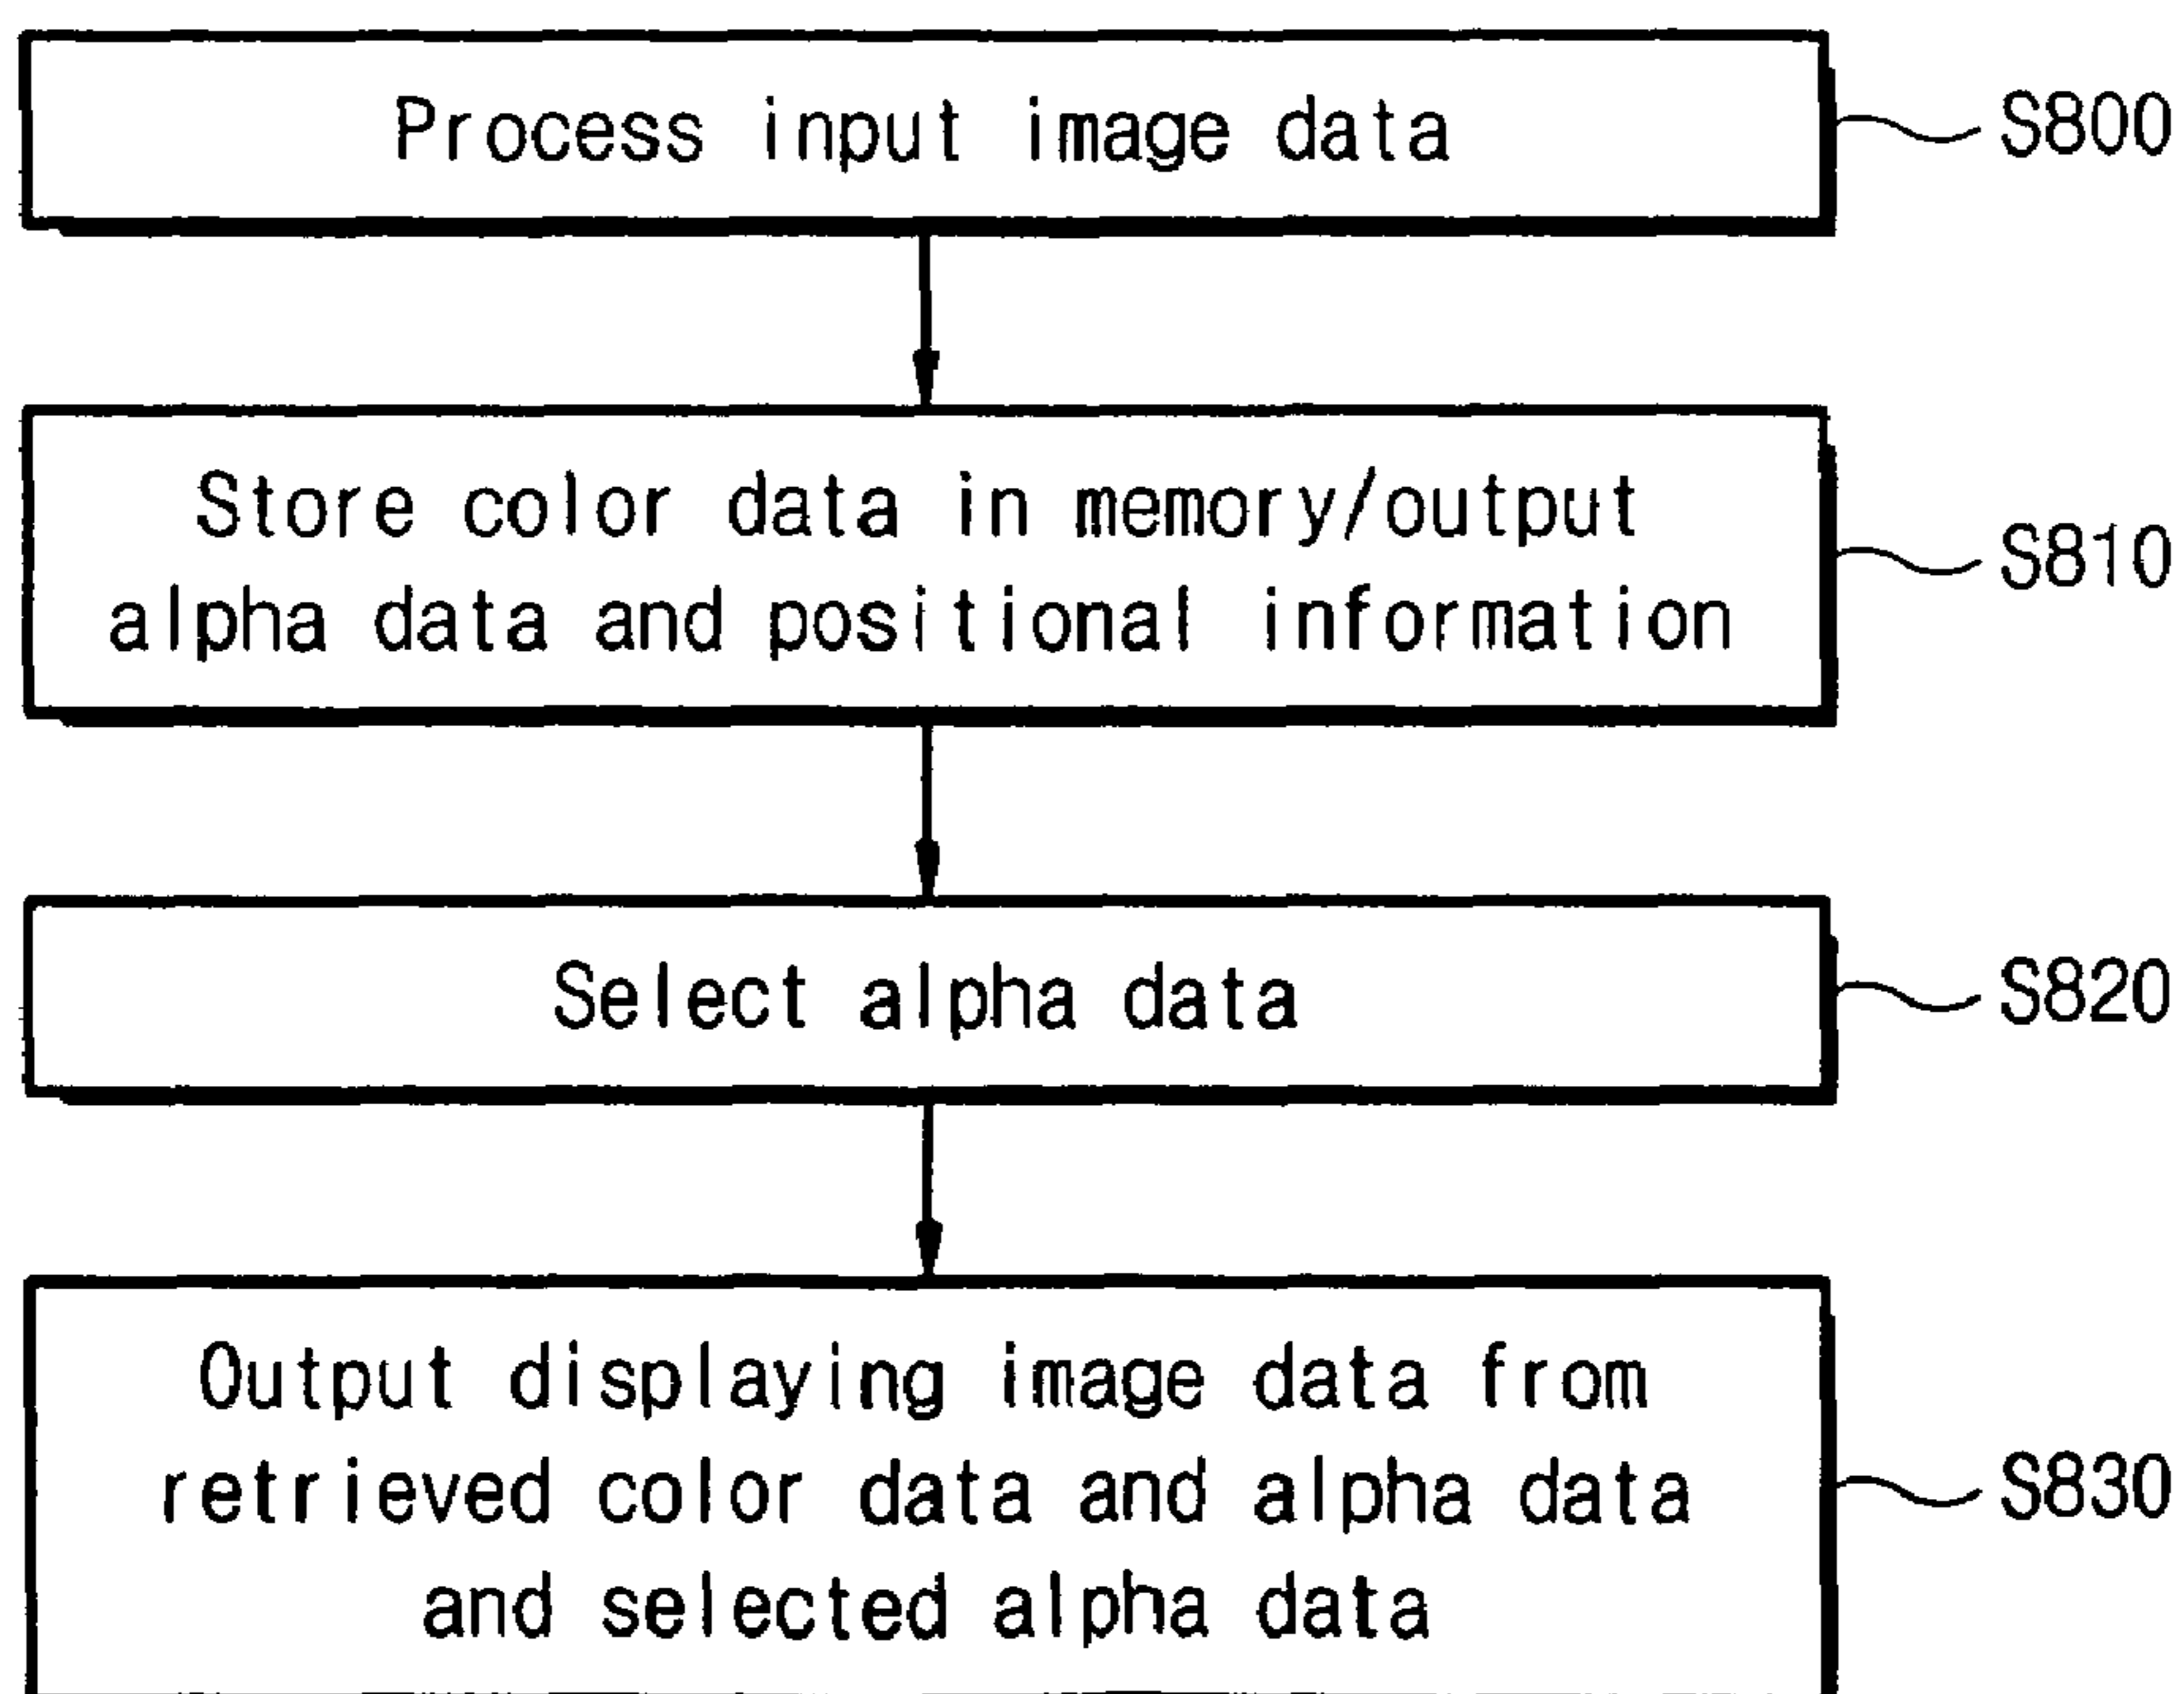 Process input image data
S800
Store color data in memory/output
alpha data and positional information
S810
Select alpha data
S820
Output displaying image data from
retrieved color data and alpha data
and selected alpha data
S830